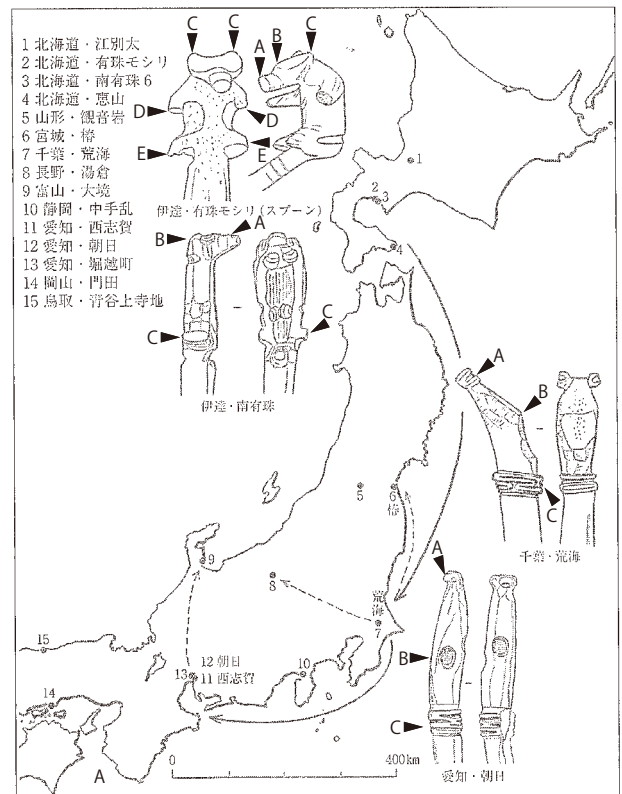 1 北海道・江別太
2 北海道・有珠モシリ
3 北海道・南有珠6
4 北海道・恵山
5 山形・観音岩
6 宮城・椿
7 千葉・荒海
8 長野・湯倉
9 富山・大境
10 静岡・中手乱
11 愛知・西志賀
12 愛知・朝日
13 愛知・堀越町
14 岡山・門田
15 鳥取・青谷上寺地
C C
A B C
D D
E E
伊達・有珠モシリ(スプーン)
B A
C C
伊達・南有珠
1
2
3
4
A
B
C
千葉・荒海
5
6
椿
9
8
荒海
7
A
B
C
愛知・朝日
15
12 朝日
13 11 西志賀
10
14
A
0 400km